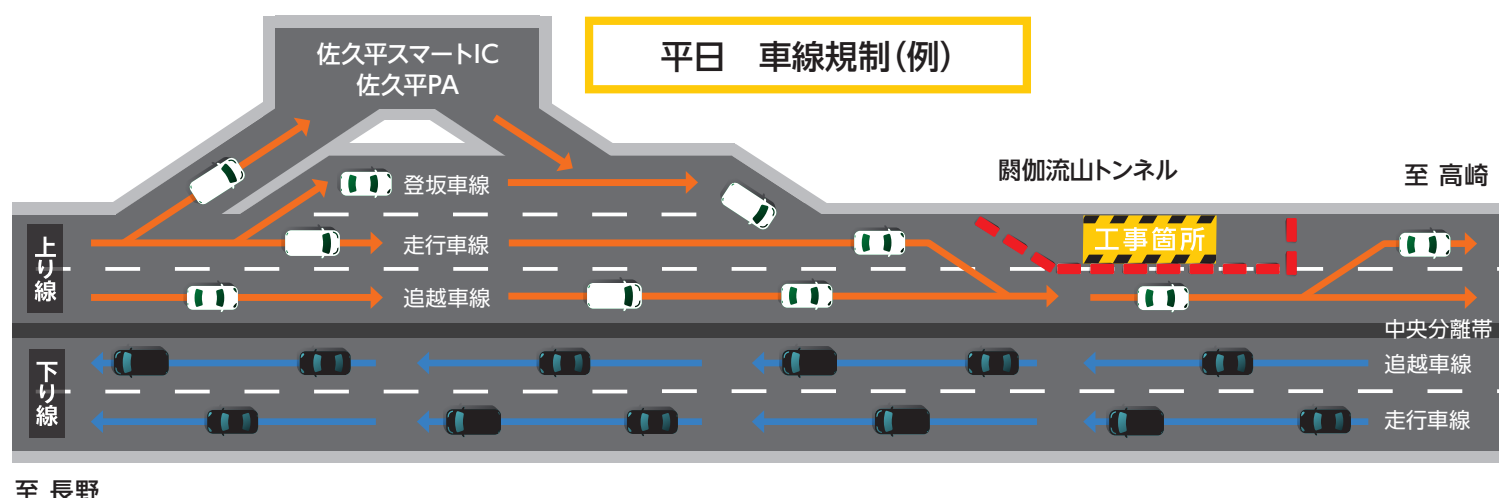 平日 車線規制(例)
佐久平スマートIC
佐久平PA
閼伽流山トンネル
至 高崎
登坂車線
上り線
走行車線
工事箇所
追越車線
中央分離帯
下り線
追越車線
走行車線
至 長野